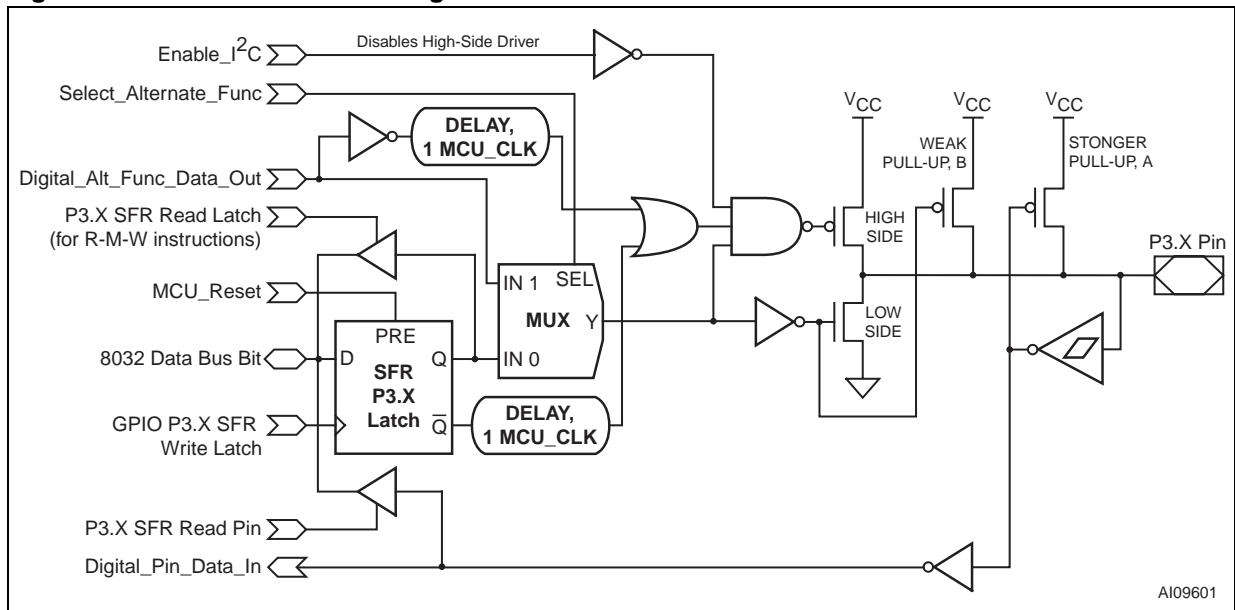 Enable_I2C
Disables High-Side Driver
Select_Alternate_Func
DELAY,
1 MCU_CLK
VCC
VCC
VCC
WEAK
PULL-UP, B
STONGER
PULL-UP, A
Digital_Alt_Func_Data_Out
P3.X SFR Read Latch
(for R-M-W instructions)
HIGH
SIDE
P3.X Pin
MCU_Reset
IN 1
SEL
MUX
Y
IN 0
LOW
SIDE
PRE
8032 Data Bus Bit
D
Q
SFR
P3.X
Latch
Q
DELAY,
1 MCU_CLK
GPIO P3.X SFR
Write Latch
P3.X SFR Read Pin
Digital_Pin_Data_In
AI09601